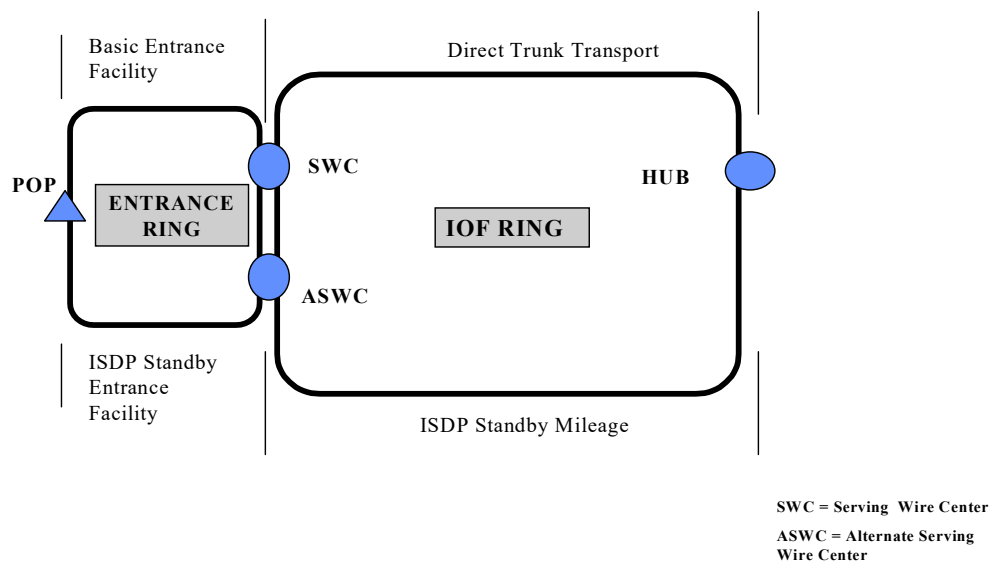 Basic Entrance
Facility
Direct Trunk Transport
SWC
POP
HUB
ENTRANCE
RING
IOF RING
ASWC
ISDP Standby
Entrance
Facility
ISDP Standby Mileage
SWC = Serving Wire Center
ASWC = Alternate Serving
Wire Center